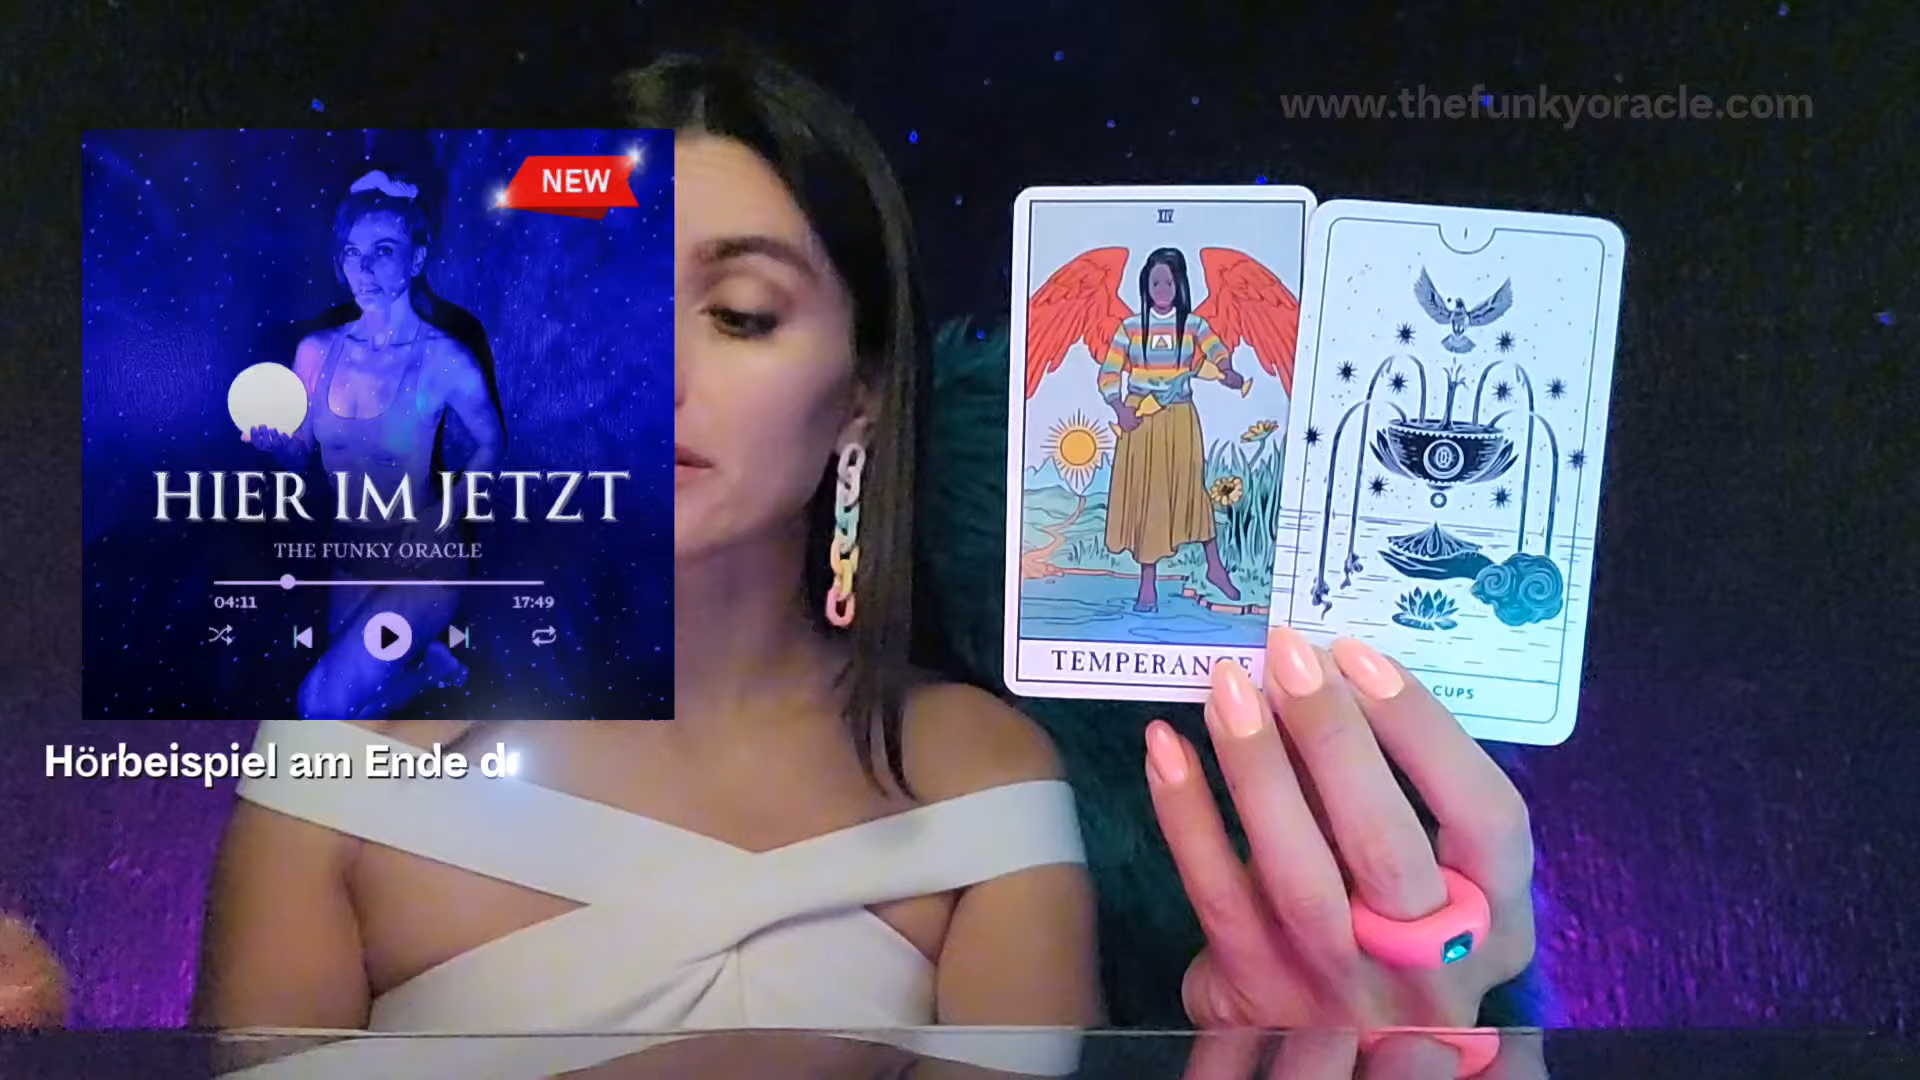 www.thefunkyoracle.com
NEW
HIER IM JETZT
THE FUNKY ORACLE
04:11
17:49
Hörbeispiel am Ende d
XIV
TEMPERANCE
I
CUPS